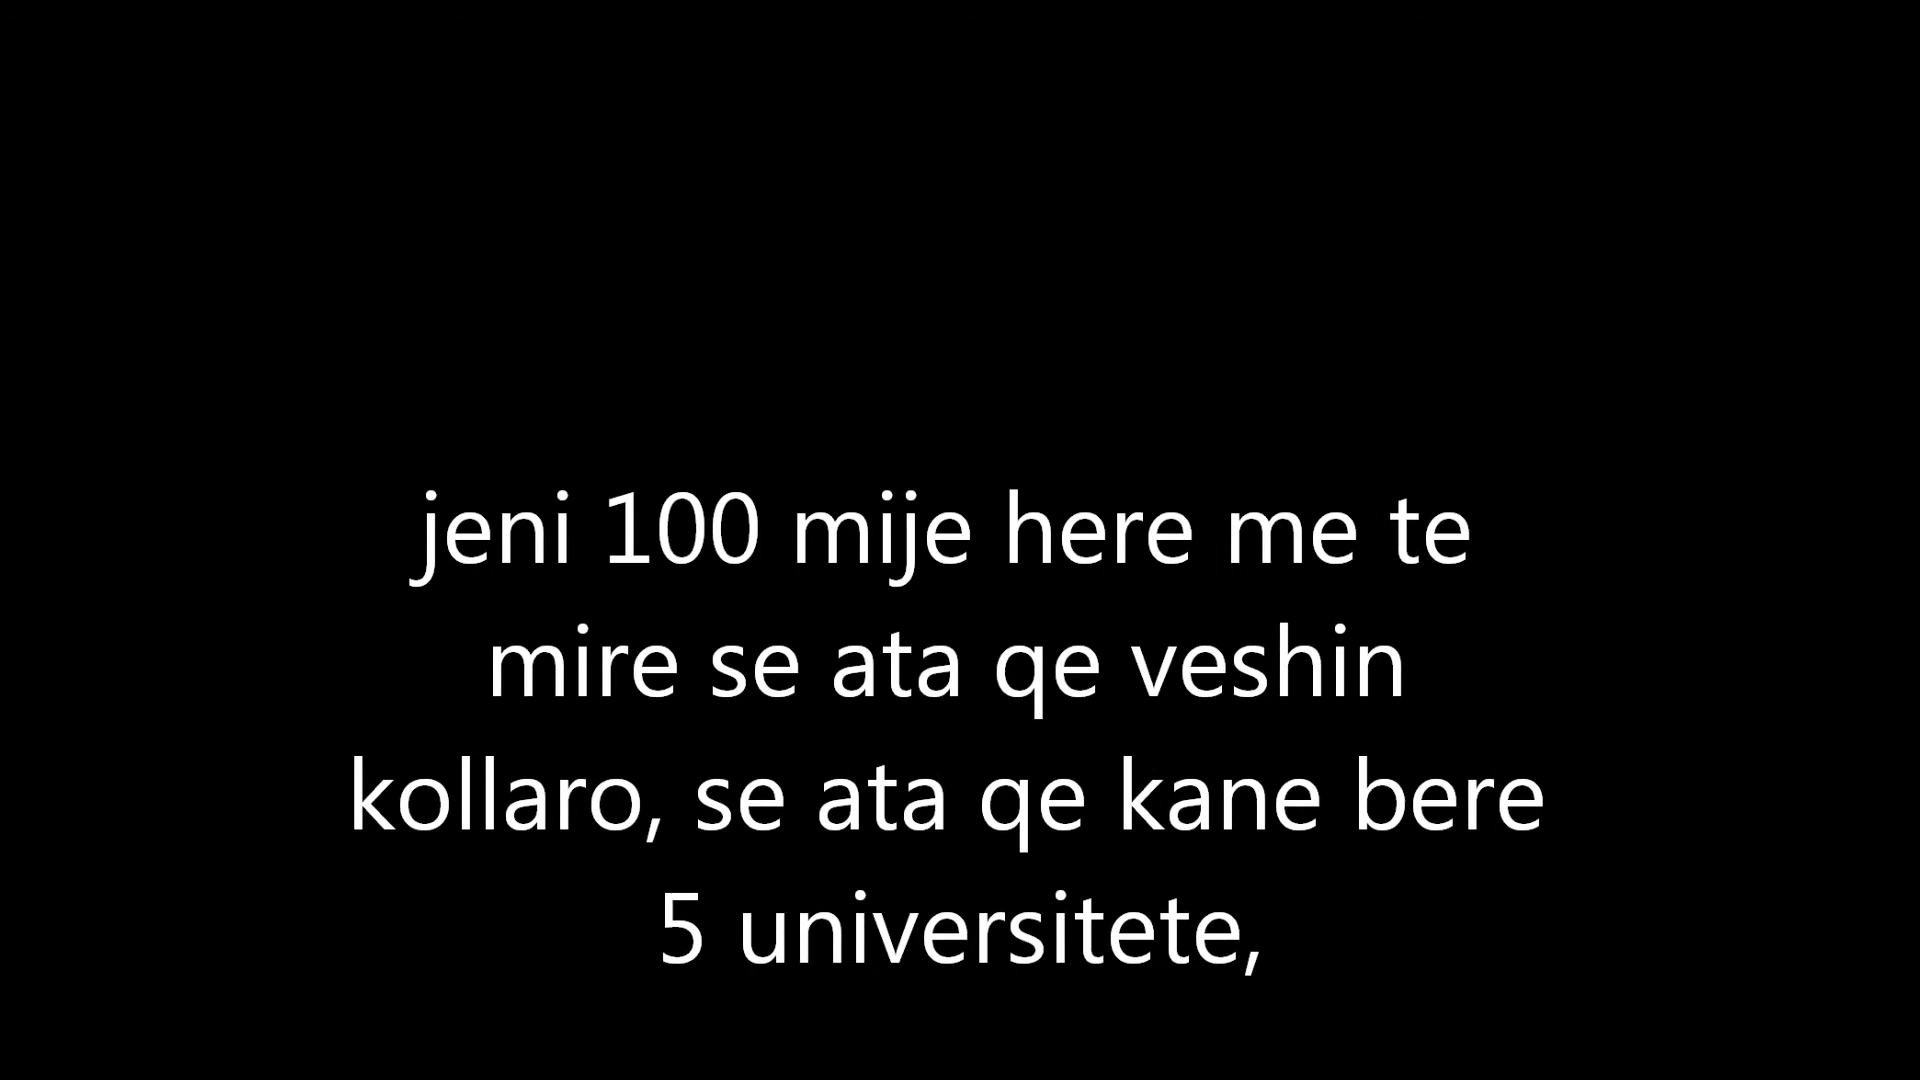 jeni 100 mije here me te
mire se ata qe veshin
kollaro, se ata qe kane bere
5 universitete,